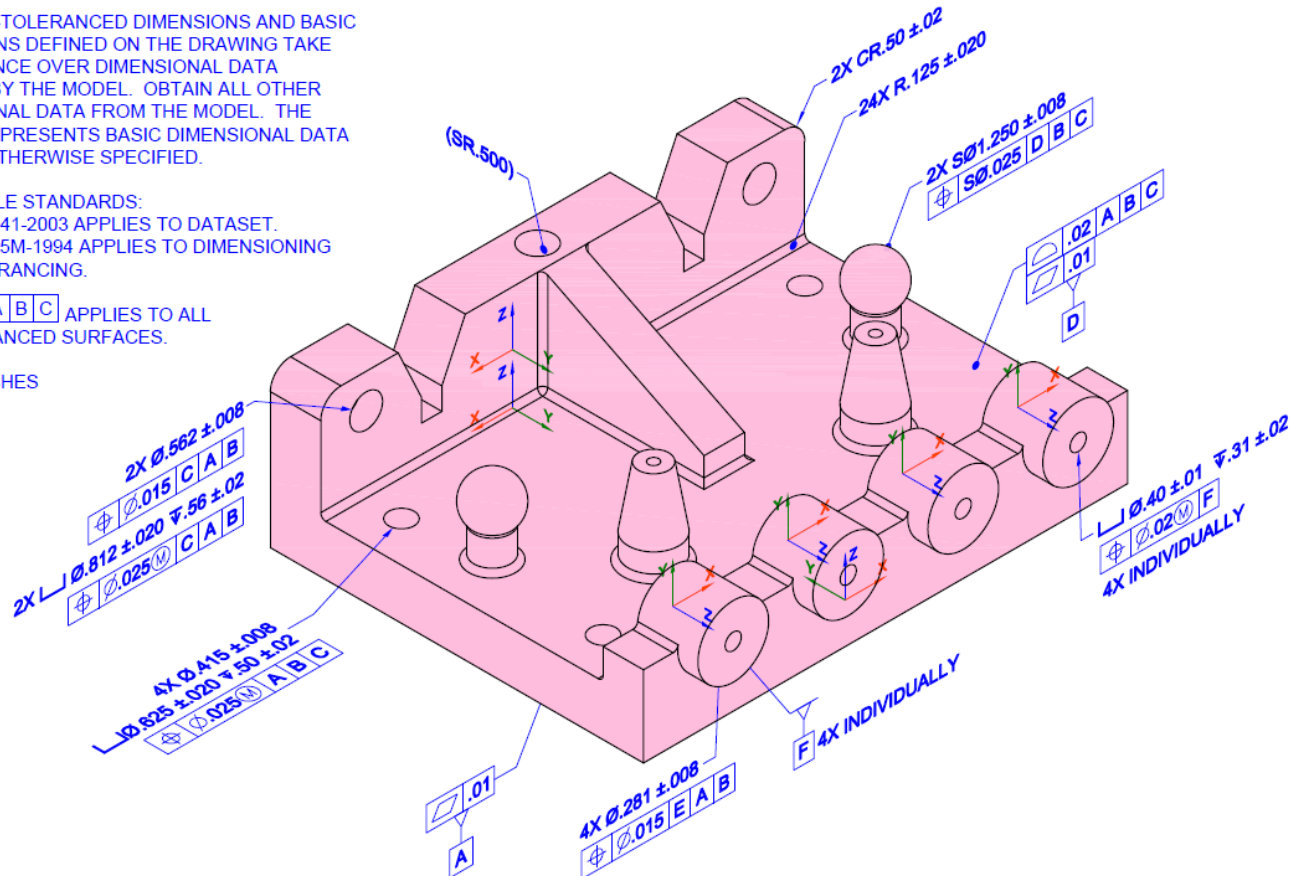 -TOLERANCED DIMENSIONS AND BASIC
NS DEFINED ON THE DRAWING TAKE
NCE OVER DIMENSIONAL DATA
BY THE MODEL. OBTAIN ALL OTHER
NAL DATA FROM THE MODEL. THE
PRESENTS BASIC DIMENSIONAL DATA
THERWISE SPECIFIED.
LE STANDARDS:
41-2003 APPLIES TO DATASET.
5M-1994 APPLIES TO DIMENSIONING
RANCING.
A B C APPLIES TO ALL
ANCED SURFACES.
CHES
(SR.500)
2X CR.50 ±.02
24X R.125 ±.020
2X SØ1.250 ±.008
⌖ SØ.025 D B C
⌓ .02 A B C
⏥ .01
D
2X Ø.562 ±.008
⌖ Ø.015 C A B
2X ⌴ Ø.812 ±.020 ↧.56 ±.02
⌖ Ø.025Ⓜ C A B
4X Ø.415 ±.008
⌴Ø.625 ±.020 ↧.50 ±.02
⌖ Ø.025Ⓜ A B C
⌴ Ø.40 ±.01 ↧.31 ±.02
⌖ Ø.02Ⓜ F
4X INDIVIDUALLY
F 4X INDIVIDUALLY
4X Ø.281 ±.008
⌖ Ø.015 E A B
⏥ .01
A
Z
X
Y
Z
X
Y
Y
X
Z
Y
X
Z
Y
X
Z
Z
Y
X
Y
X
Z